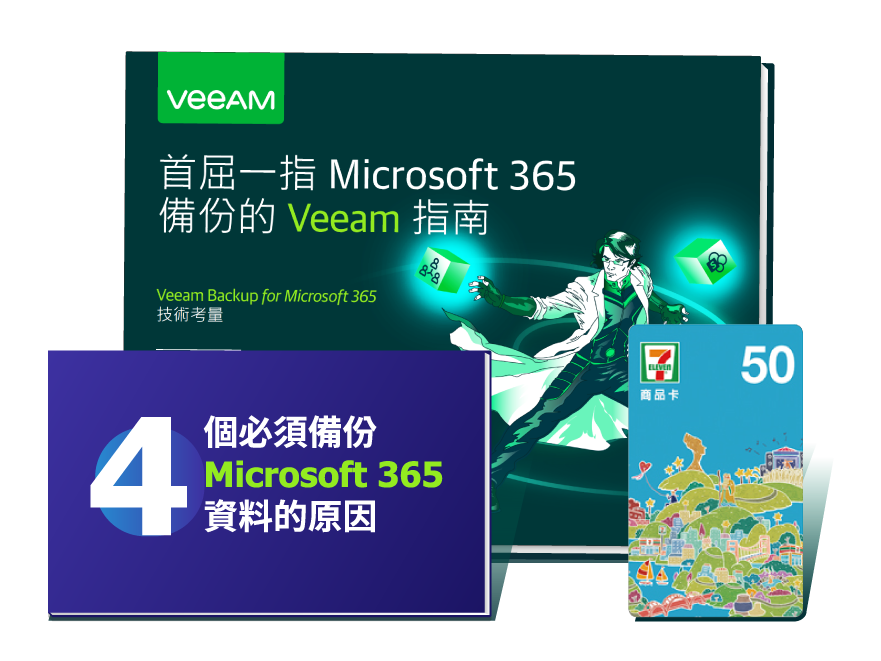 veeAM
首屈一指 Microsoft 365
備份的 Veeam 指南
Veeam Backup for Microsoft 365
技術考量
4
個必須備份
Microsoft 365
資料的原因
7
ELEVEN
商品卡
50